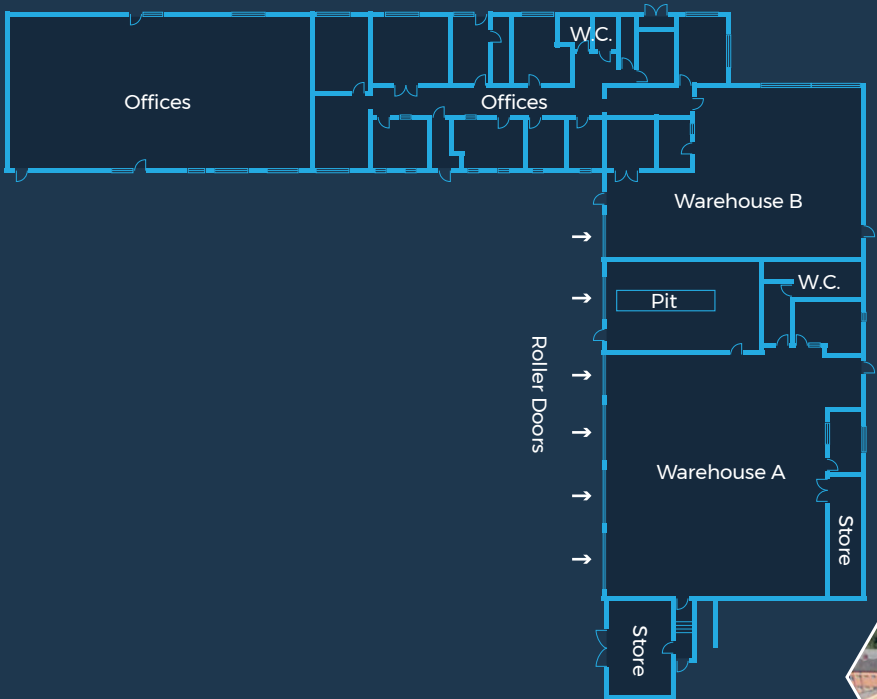 W.C.
Offices
Offices
Warehouse B
W.C.
Pit
Roller Doors
Warehouse A
Store
Store